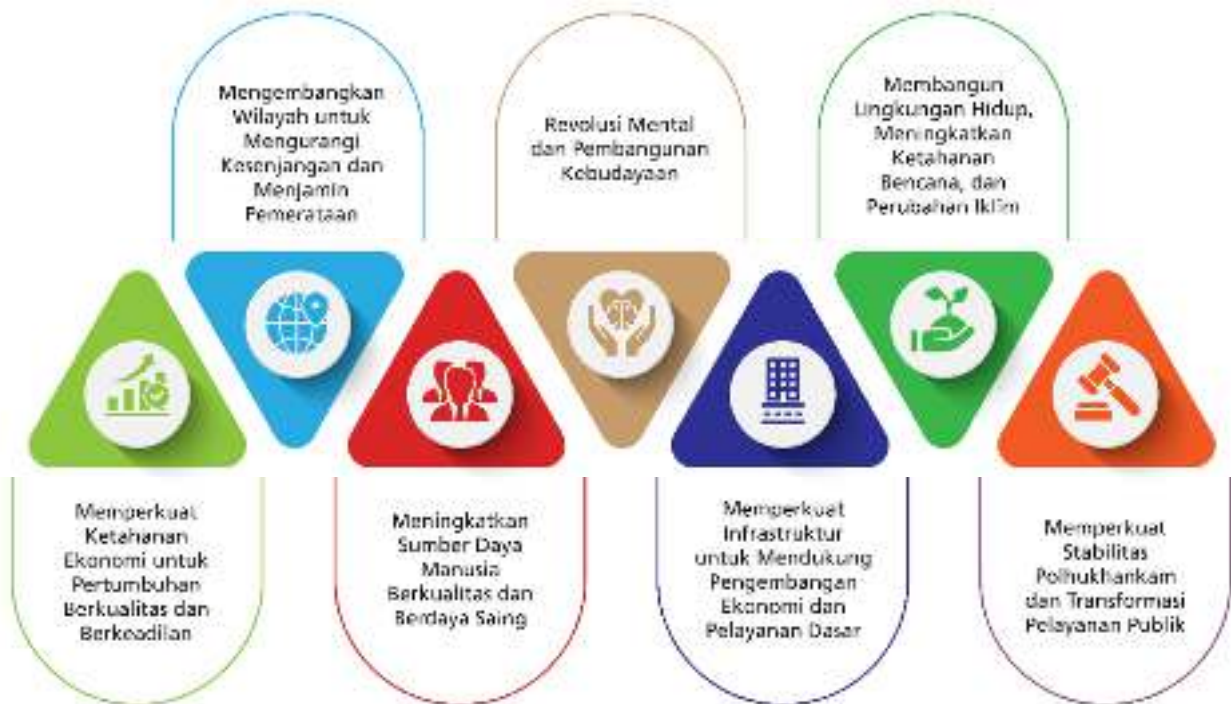 Mengembangkan
Wilayah untuk
Mengurangi
Kesenjangan dan
Menjamin
Pemerataan
Revolusi Mental
dan Pembangunan
Kebudayaan
Membangun
Lingkungan Hidup,
Meningkatkan
Ketahanan
Bencana, dan
Perubahan Iklim
Memperkuat
Ketahanan
Ekonomi untuk
Pertumbuhan
Berkualitas dan
Berkeadilan
Meningkatkan
Sumber Daya
Manusia
Berkualitas dan
Berdaya Saing
Memperkuat
Infrastruktur
untuk Mendukung
Pengembangan
Ekonomi dan
Pelayanan Dasar
Memperkuat
Stabilitas
Polhukhankam
dan Transformasi
Pelayanan Publik